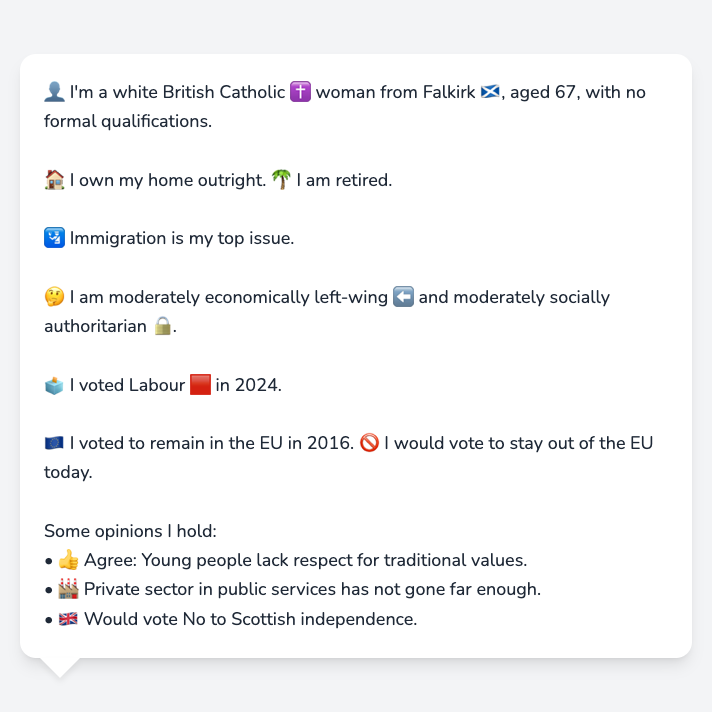 👤 I'm a white British Catholic ✝️ woman from Falkirk 🏴󠁧󠁢󠁳󠁣󠁴󠁿, aged 67, with no
formal qualifications.
🏠 I own my home outright. 🌴 I am retired.
🛂 Immigration is my top issue.
🤔 I am moderately economically left-wing ⬅️ and moderately socially
authoritarian 🔒.
🗳️ I voted Labour 🟥 in 2024.
🇪🇺 I voted to remain in the EU in 2016. 🚫 I would vote to stay out of the EU
today.
Some opinions I hold:
• 👍 Agree: Young people lack respect for traditional values.
• 🏭 Private sector in public services has not gone far enough.
• 🇬🇧 Would vote No to Scottish independence.